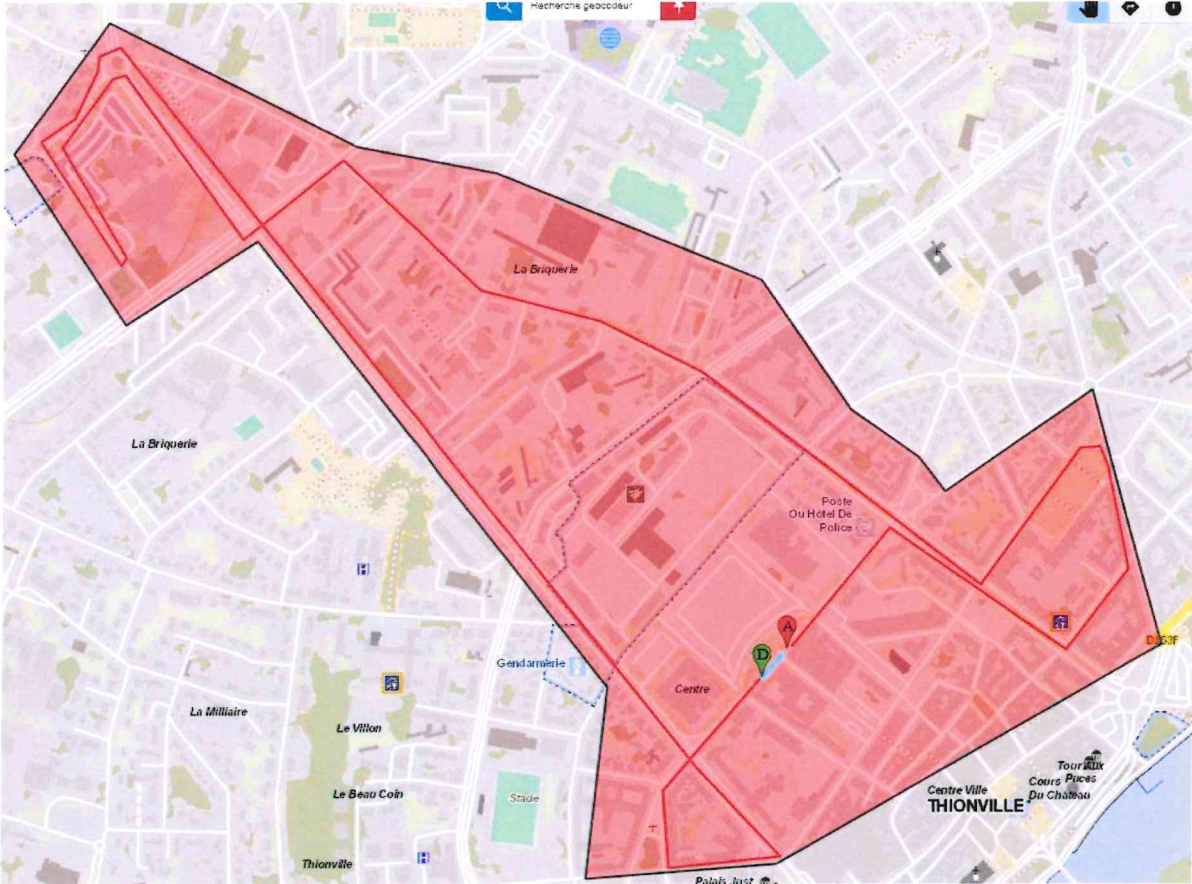 Recherche géocodeur
La Briquerie
La Briquerie
Poste
Ou Hôtel De
Police
A
D
D653F
Gendarmerie
Centre
La Milliaire
Le Villon
Le Beau Coin
Stade
Thionville
Tour Aux
Puces
Cours
Du Château
Centre Ville
THIONVILLE
Palais Just